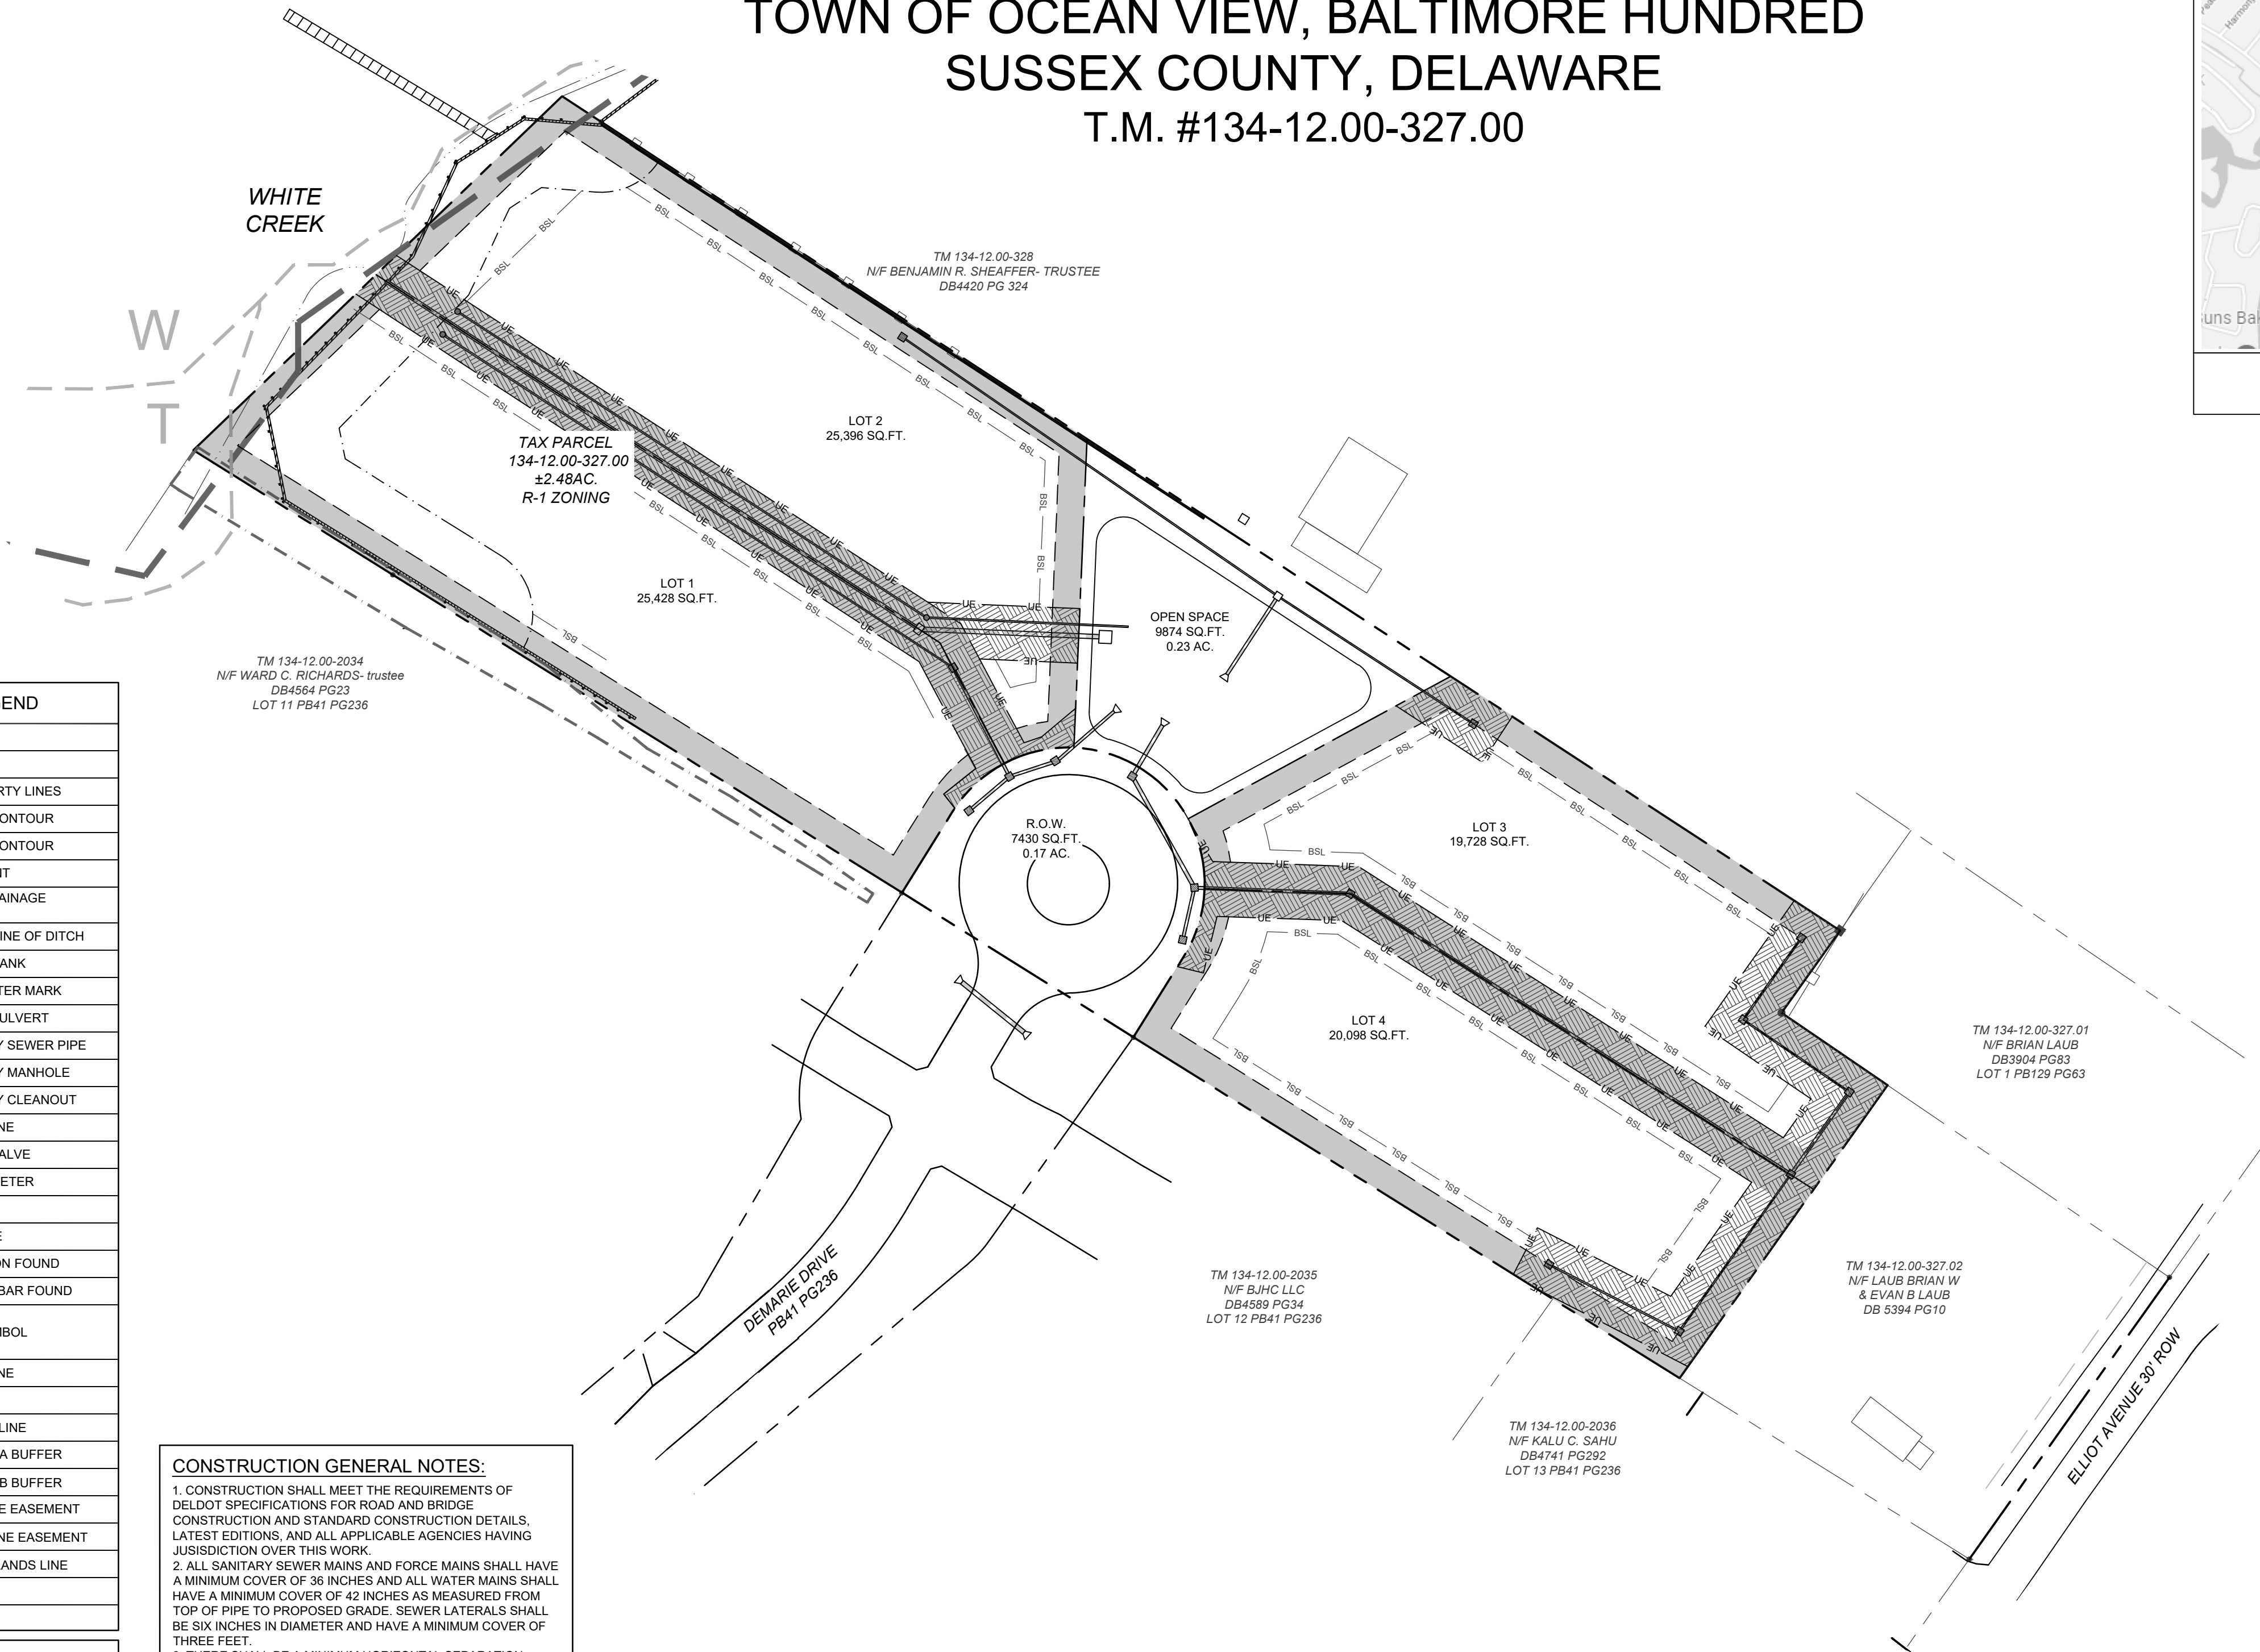 TOWN OF OCEAN VIEW, BALTIMORE HUNDRED
SUSSEX COUNTY, DELAWARE
T.M. #134-12.00-327.00
Harmony
WHITE
CREEK
W
T
TM 134-12.00-328
N/F BENJAMIN R. SHEAFFER- TRUSTEE
DB4420 PG 324
LOT 2
25,396 SQ.FT.
TAX PARCEL
134-12.00-327.00
±2.48AC.
R-1 ZONING
LOT 1
25,428 SQ.FT.
OPEN SPACE
9874 SQ.FT.
0.23 AC.
TM 134-12.00-2034
N/F WARD C. RICHARDS- trustee
DB4564 PG23
LOT 11 PB41 PG236
R.O.W.
7430 SQ.FT.
0.17 AC.
LOT 3
19,728 SQ.FT.
LOT 4
20,098 SQ.FT.
TM 134-12.00-327.01
N/F BRIAN LAUB
DB3904 PG83
LOT 1 PB129 PG63
TM 134-12.00-2035
N/F BJHC LLC
DB4589 PG34
LOT 12 PB41 PG236
TM 134-12.00-327.02
N/F LAUB BRIAN W
& EVAN B LAUB
DB 5394 PG10
TM 134-12.00-2036
N/F KALU C. SAHU
DB4741 PG292
LOT 13 PB41 PG236
DEMARIE DRIVE
PB41 PG236
ELLIOT AVENUE 30' ROW
BSL
UE
END
RTY LINES
ONTOUR
ONTOUR
NT
AINAGE
INE OF DITCH
ANK
TER MARK
ULVERT
Y SEWER PIPE
Y MANHOLE
Y CLEANOUT
NE
ALVE
ETER
E
ON FOUND
BAR FOUND
MBOL
NE
LINE
A BUFFER
B BUFFER
E EASEMENT
NE EASEMENT
ANDS LINE
CONSTRUCTION GENERAL NOTES:
1. CONSTRUCTION SHALL MEET THE REQUIREMENTS OF
DELDOT SPECIFICATIONS FOR ROAD AND BRIDGE
CONSTRUCTION AND STANDARD CONSTRUCTION DETAILS,
LATEST EDITIONS, AND ALL APPLICABLE AGENCIES HAVING
JUSISDICTION OVER THIS WORK.
2. ALL SANITARY SEWER MAINS AND FORCE MAINS SHALL HAVE
A MINIMUM COVER OF 36 INCHES AND ALL WATER MAINS SHALL
HAVE A MINIMUM COVER OF 42 INCHES AS MEASURED FROM
TOP OF PIPE TO PROPOSED GRADE. SEWER LATERALS SHALL
BE SIX INCHES IN DIAMETER AND HAVE A MINIMUM COVER OF
THREE FEET.